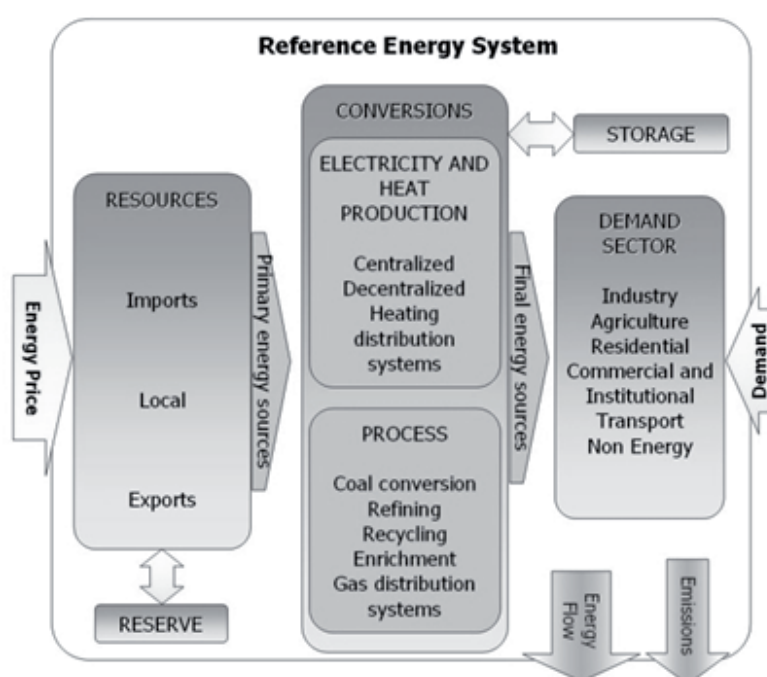 Reference Energy System
Energy Price
RESOURCES
Imports
Local
Exports
RESERVE
Primary energy sources
CONVERSIONS
ELECTRICITY AND
HEAT
PRODUCTION
Centralized
Decentralized
Heating
distribution
systems
PROCESS
Coal conversion
Refining
Recycling
Enrichment
Gas distribution
systems
Final energy sources
STORAGE
DEMAND
SECTOR
Industry
Agriculture
Residential
Commercial and
Institutional
Transport
Non Energy
Demand
Energy
Flow
Emissions